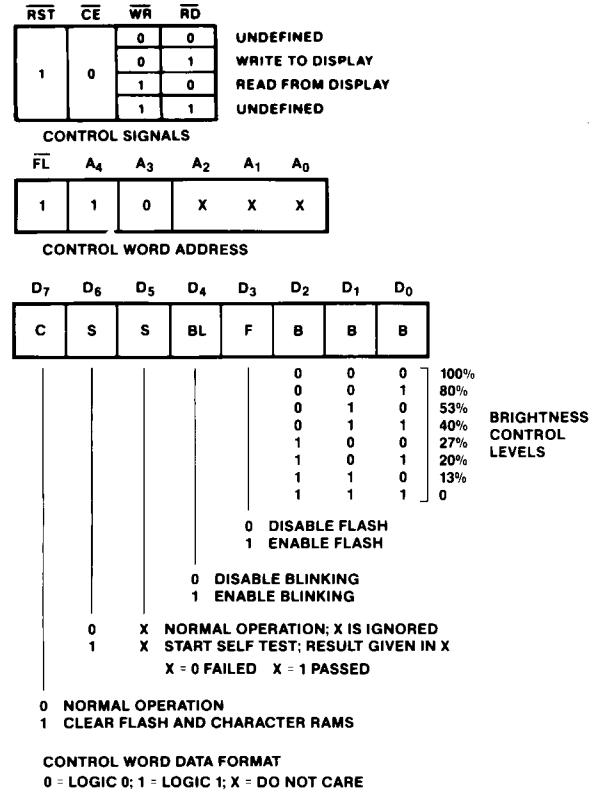 RST CE WR RD
0 0 UNDEFINED
0 1 WRITE TO DISPLAY
1 0 1 0 READ FROM DISPLAY
1 1 UNDEFINED
CONTROL SIGNALS
FL A4 A3 A2 A1 A0
1 1 0 X X X
CONTROL WORD ADDRESS
D7 D6 D5 D4 D3 D2 D1 D0
C S S BL F B B B
0 0 0 100%
0 0 1 80%
0 1 0 53%
0 1 1 40%
1 0 0 27%
1 0 1 20%
1 1 0 13%
1 1 1 0
BRIGHTNESS
CONTROL
LEVELS
0 DISABLE FLASH
1 ENABLE FLASH
0 DISABLE BLINKING
1 ENABLE BLINKING
0 X NORMAL OPERATION; X IS IGNORED
1 X START SELF TEST; RESULT GIVEN IN X
X = 0 FAILED X = 1 PASSED
0 NORMAL OPERATION
1 CLEAR FLASH AND CHARACTER RAMS
CONTROL WORD DATA FORMAT
0 = LOGIC 0; 1 = LOGIC 1; X = DO NOT CARE